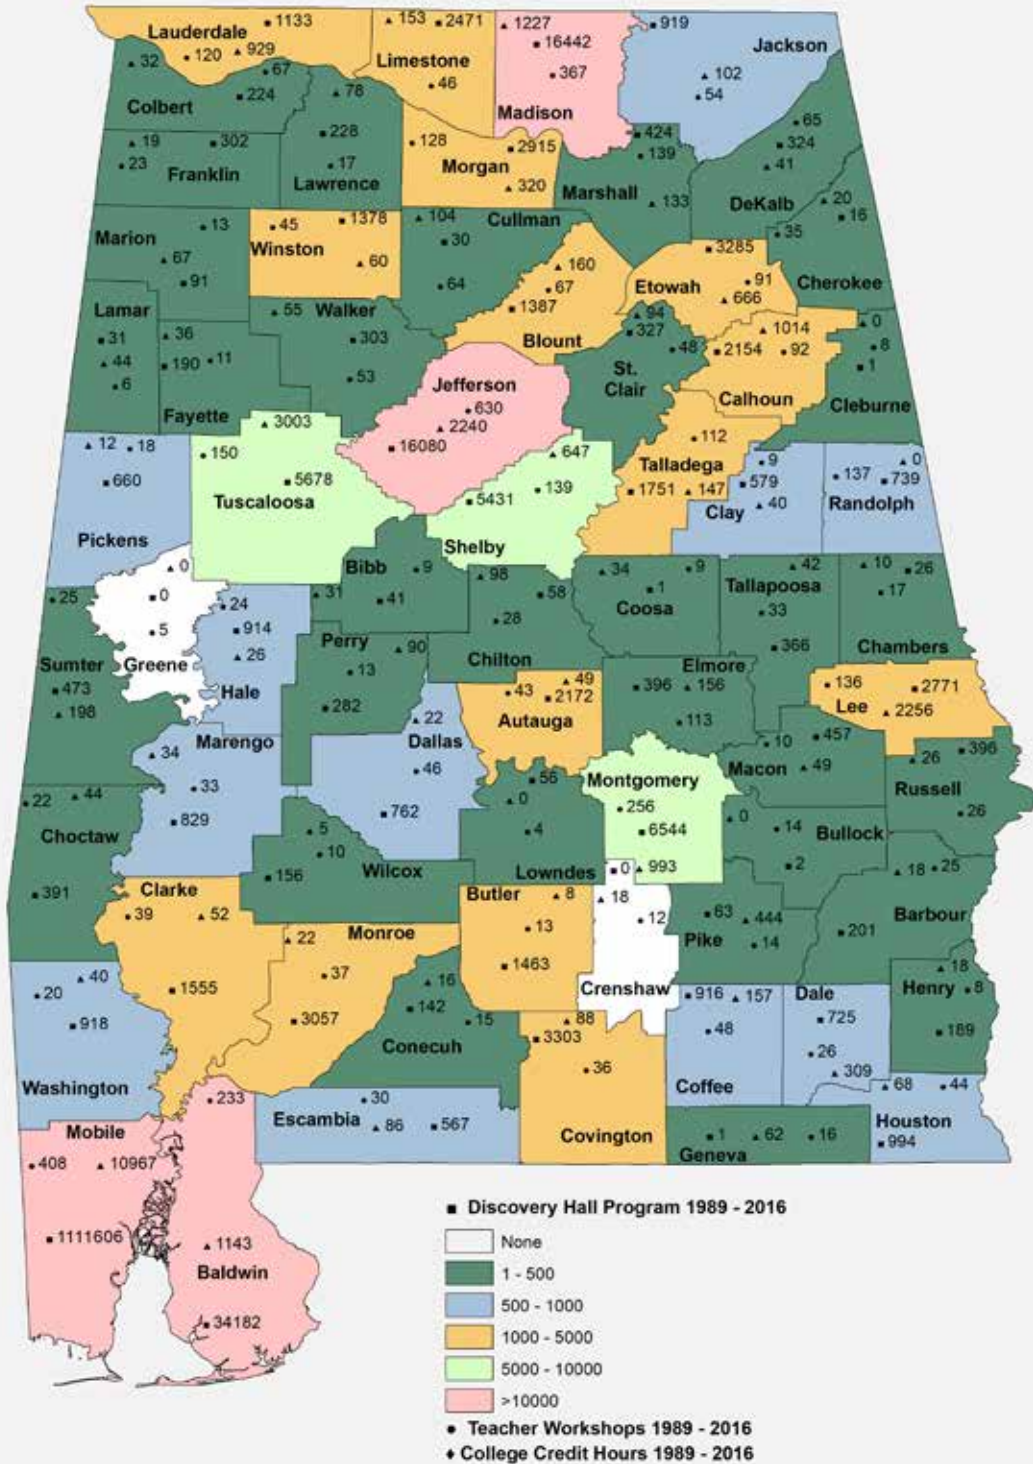 1133
153
2471
1227
919
Lauderdale
16442
Jackson
120
929
Limestone
32
67
367
102
46
54
78
224
Colbert
Madison
65
228
128
2915
424
324
19
302
139
41
23
17
Morgan
Franklin
Lawrence
320
Marshall
133
DeKalb
20
16
104
Cullman
13
45
1378
30
35
Marion
Winston
3285
67
60
160
91
64
67
Etowah
91
Cherokee
666
Lamar
55
Walker
1387
94
0
31
36
303
Blount
327
1014
8
44
190
11
48
2154
92
1
6
53
St.
Clair
Jefferson
Calhoun
Fayette
630
Cleburne
3003
2240
112
12
18
150
16080
647
Talladega
9
0
660
5678
5431
139
1751
147
579
137
739
Tuscaloosa
Clay
40
Randolph
Pickens
Shelby
0
Bibb
9
98
34
9
42
10
26
25
0
24
31
41
58
1
Tallapoosa
17
5
914
28
Coosa
33
Greene
26
Perry
90
366
Chambers
Sumter
13
Chilton
Elmore
473
Hale
282
49
396
156
136
2771
198
43
2172
113
Lee
2256
Marengo
22
Autauga
34
Dallas
10
457
396
46
56
Montgomery
Macon
49
26
33
Russell
22
44
829
762
0
256
0
26
Choctaw
5
4
6544
14
Bullock
10
2
156
Wilcox
Lowndes
0
993
18
25
391
Clarke
Butler
8
18
39
52
12
63
444
Barbour
22
Monroe
13
Pike
14
201
37
1463
40
16
18
20
1555
Crenshaw
916
157
Dale
Henry
8
142
918
3057
15
88
725
Conecuh
3303
48
189
26
Washington
36
Coffee
309
233
30
68
44
Mobile
Escambia
86
567
Covington
1
62
16
Houston
994
Geneva
408
10967
1111606
1143
Baldwin
34182
■ Discovery Hall Program 1989 - 2016
None
1 - 500
500 - 1000
1000 - 5000
5000 - 10000
>10000
● Teacher Workshops 1989 - 2016
♦ College Credit Hours 1989 - 2016